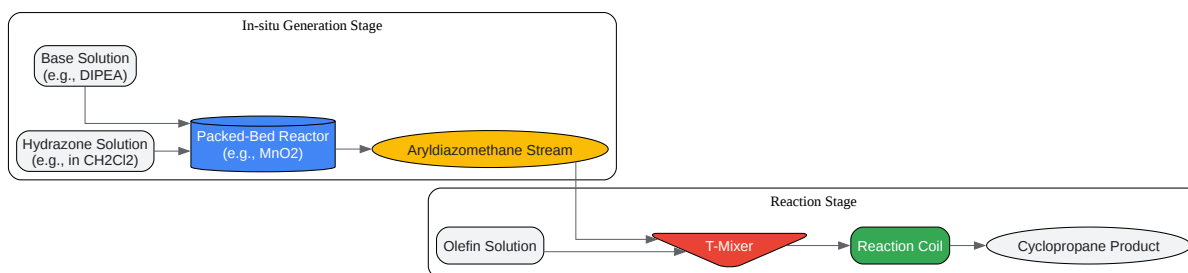 In-situ Generation Stage
Base Solution
(e.g., DIPEA)
Hydrazone Solution
(e.g., in CH2Cl2)
Packed-Bed Reactor
(e.g., MnO2)
Aryldiazomethane Stream
Reaction Stage
Olefin Solution
T-Mixer
Reaction Coil
Cyclopropane Product